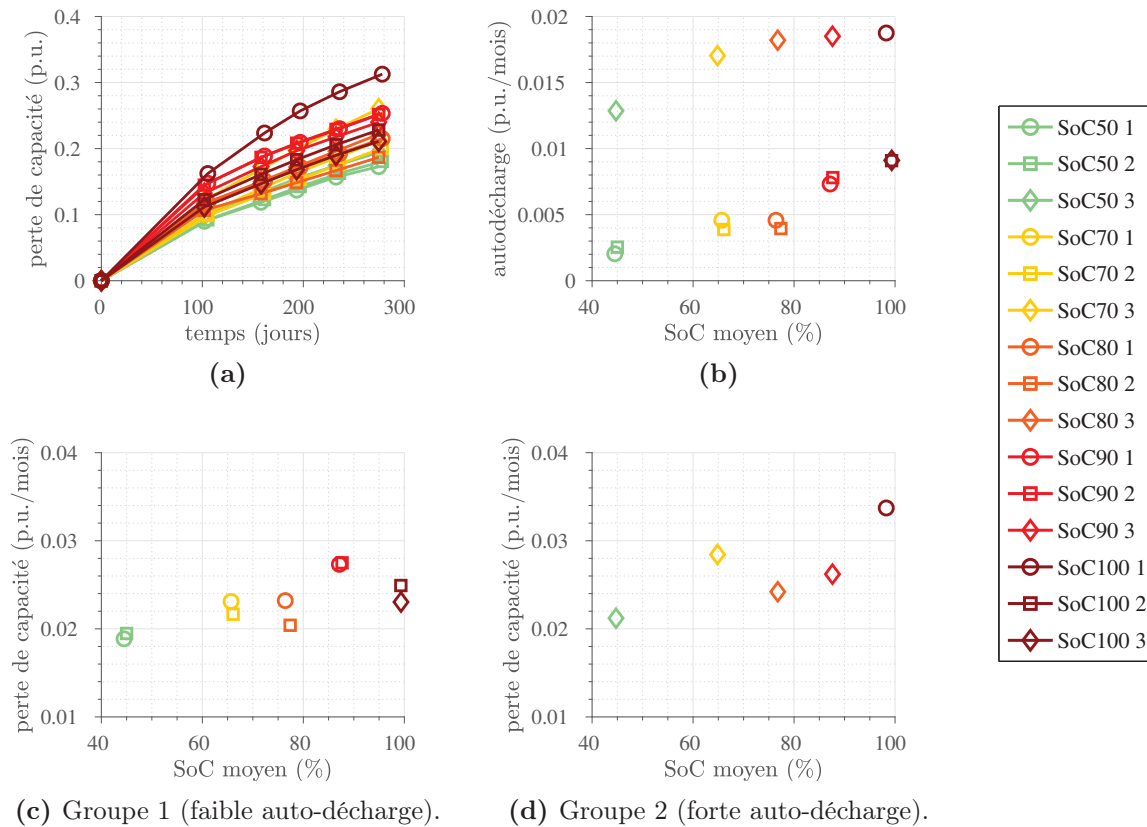 perte de capacité (p.u.)
0.4
0.3
0.2
0.1
0
0
100
200
300
temps (jours)
(a)
autodécharge (p.u./mois)
0.02
0.015
0.01
0.005
0
40
60
80
100
SoC moyen (%)
(b)
perte de capacité (p.u./mois)
0.04
0.03
0.02
0.01
40
60
80
100
SoC moyen (%)
(c) Groupe 1 (faible auto-décharge).
perte de capacité (p.u./mois)
0.04
0.03
0.02
0.01
40
60
80
100
SoC moyen (%)
(d) Groupe 2 (forte auto-décharge).
SoC50 1
SoC50 2
SoC50 3
SoC70 1
SoC70 2
SoC70 3
SoC80 1
SoC80 2
SoC80 3
SoC90 1
SoC90 2
SoC90 3
SoC100 1
SoC100 2
SoC100 3